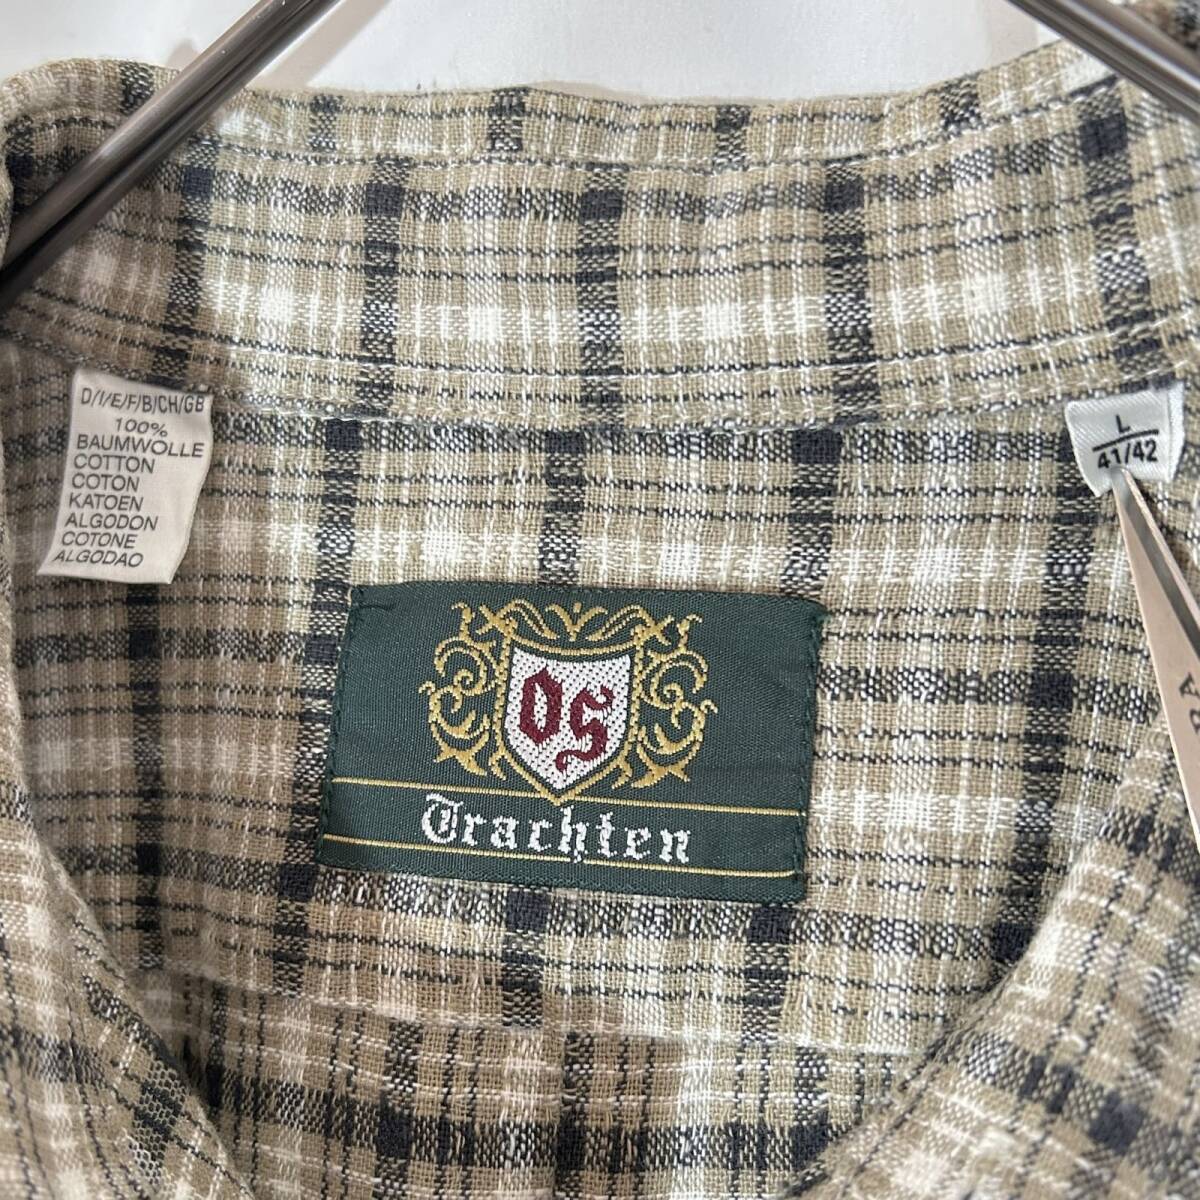 D/I/E/F/B/CH/GB
100%
BAUMWOLLE
COTTON
COTON
KATOEN
ALGODON
COTONE
ALGODAO
L
41/42
OS
Trachten